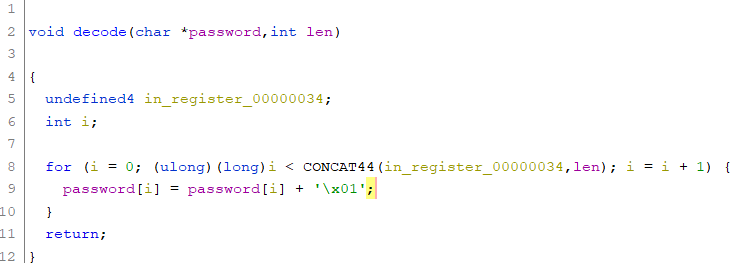 1
2 void decode(char *password,int len)
3
4 {
5 undefined4 in_register_00000034;
6 int i;
7
8 for (i = 0; (ulong)(long)i < CONCAT44(in_register_00000034,len); i = i + 1) {
9 password[i] = password[i] + '\x01';
10 }
11 return;
12 }